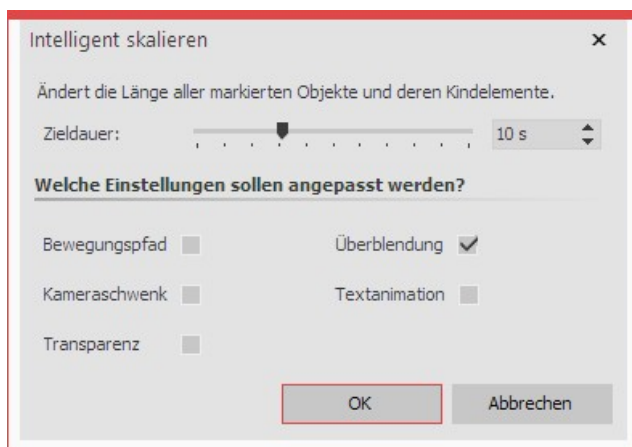 Intelligent skalieren
Ändert die Länge aller markierten Objekte und deren Kindelemente.
Zieldauer: 10 s
Welche Einstellungen sollen angepasst werden?
Bewegungspfad Überblendung
Kameraschwenk Textanimation
Transparenz
OK Abbrechen